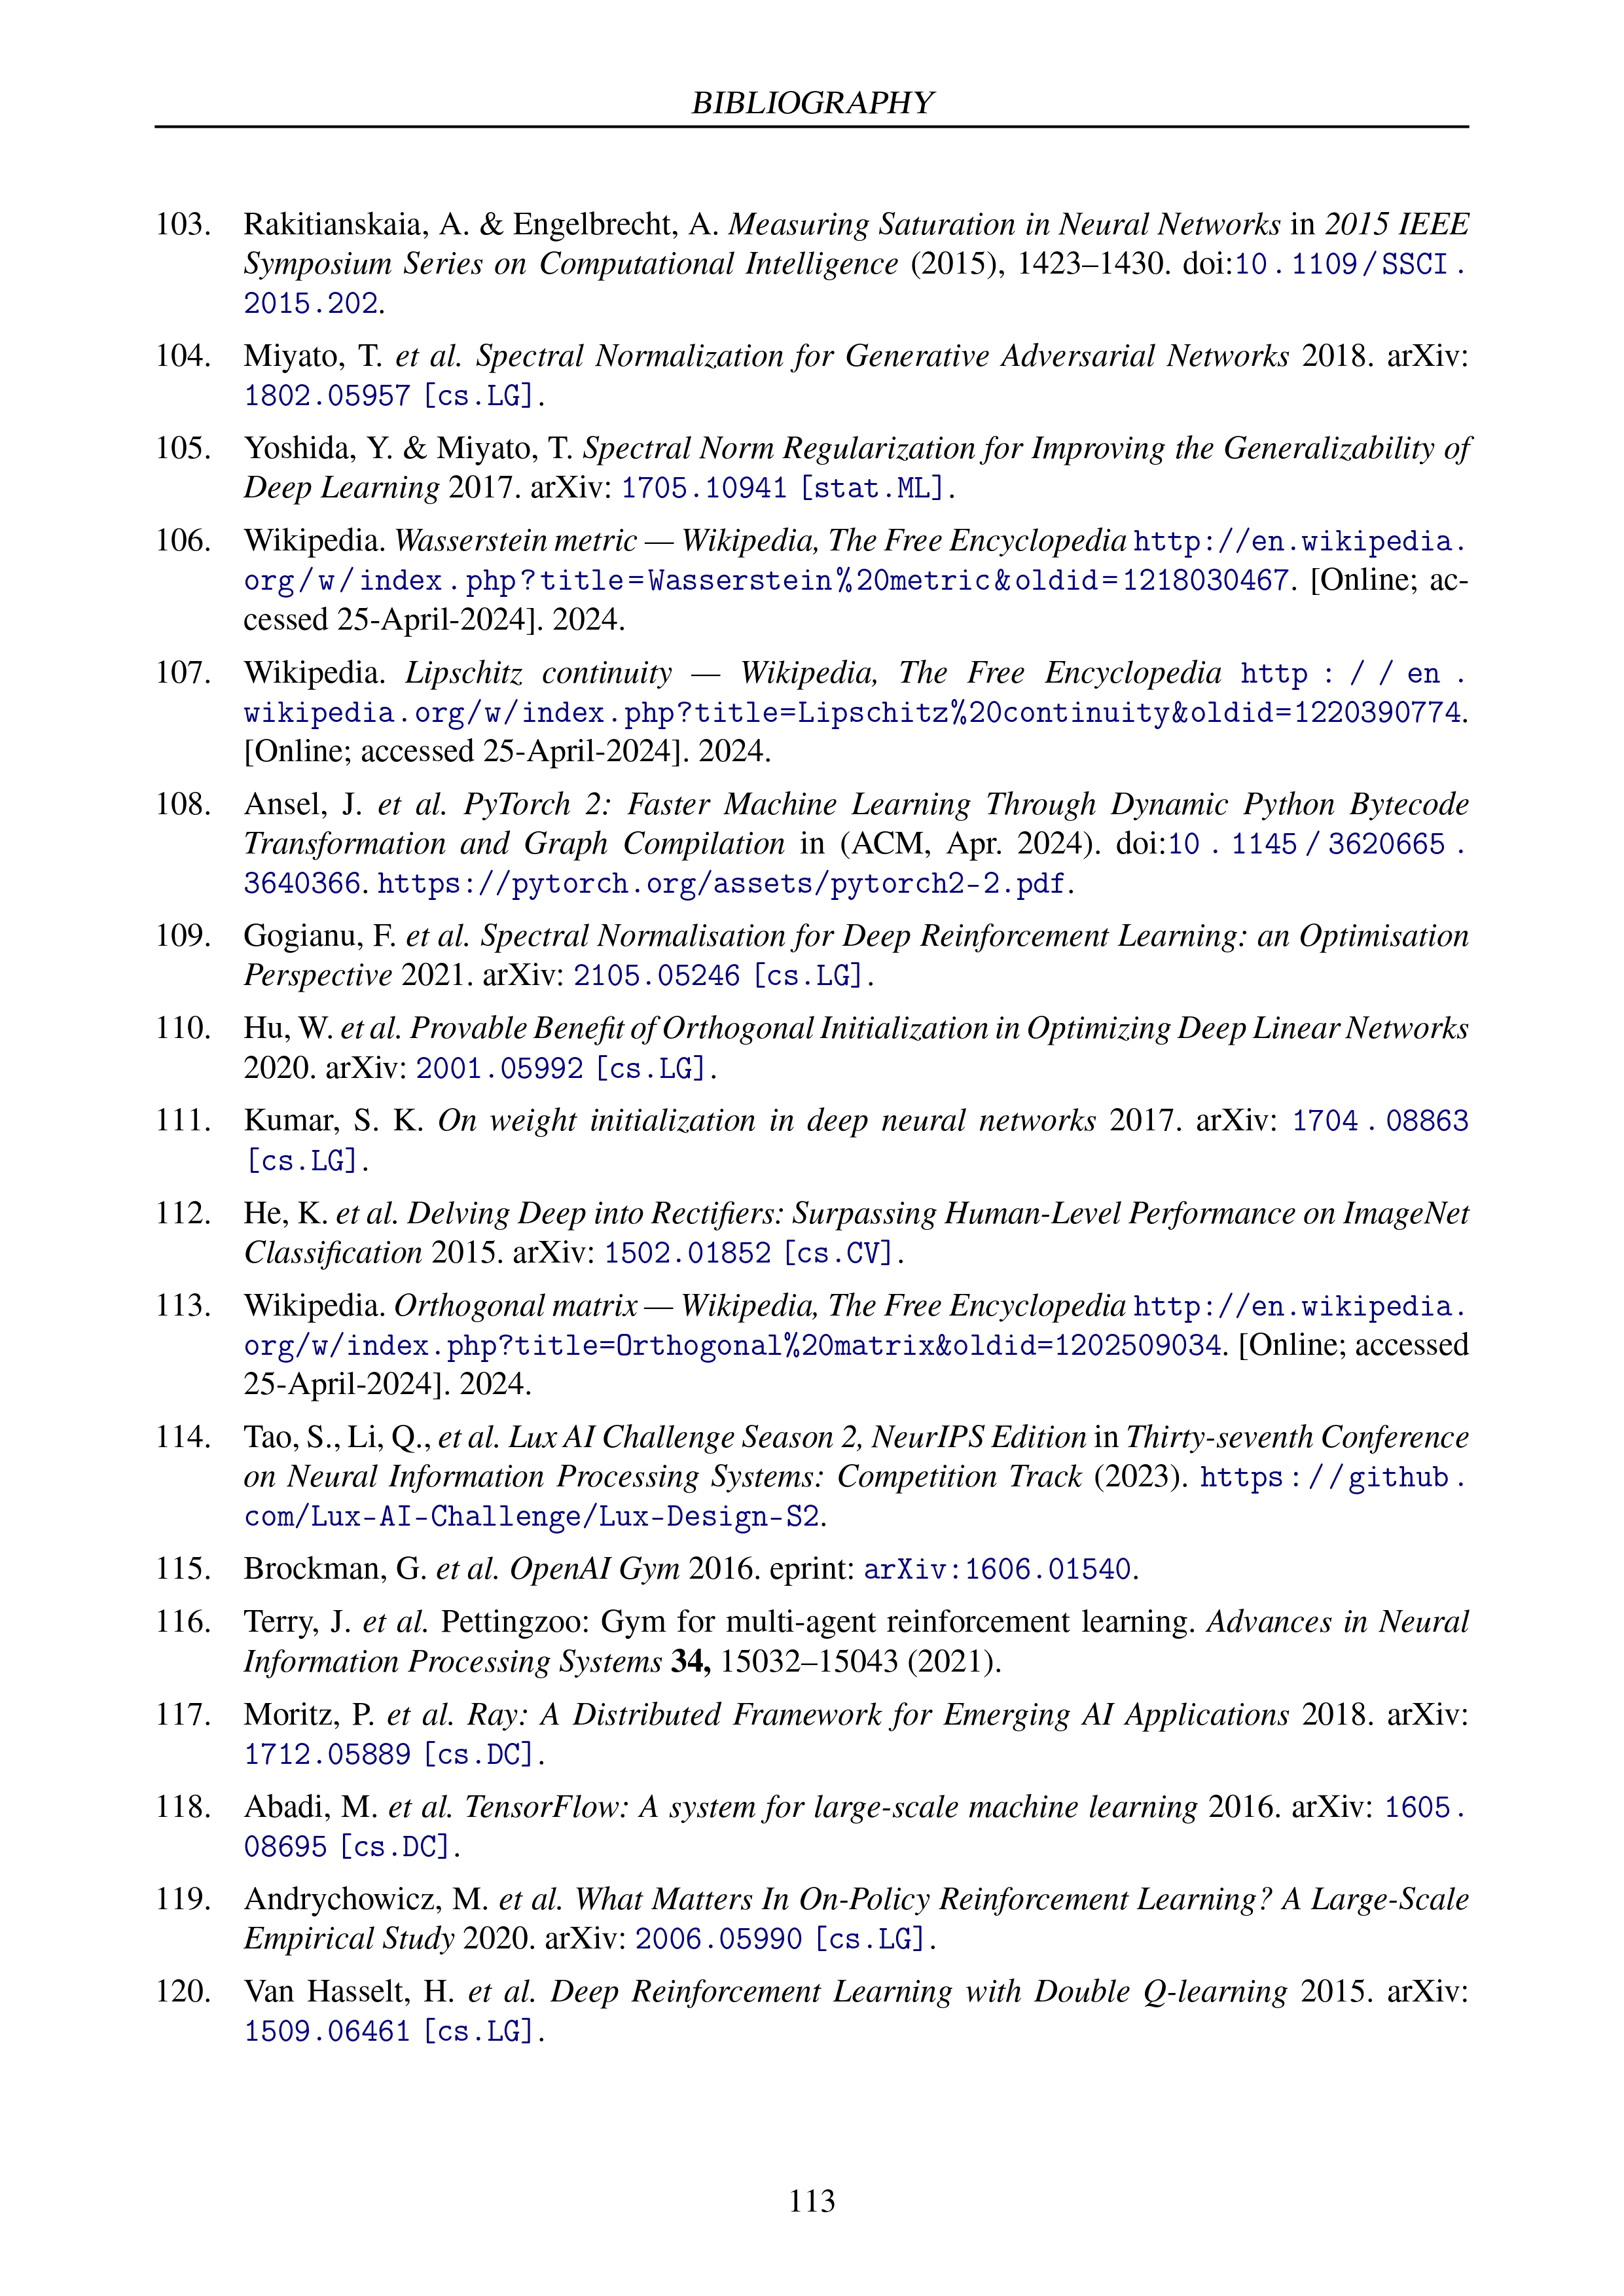 BIBLIOGRAPHY
103. Rakitianskaia, A. & Engelbrecht, A. Measuring Saturation in Neural Networks in 2015 IEEE
Symposium Series on Computational Intelligence (2015), 1423–1430. doi:10.1109/SSCI.
2015.202.
104. Miyato, T. et al. Spectral Normalization for Generative Adversarial Networks 2018. arXiv:
1802.05957 [cs.LG].
105. Yoshida, Y. & Miyato, T. Spectral Norm Regularization for Improving the Generalizability of
Deep Learning 2017. arXiv: 1705.10941 [stat.ML].
106. Wikipedia. Wasserstein metric — Wikipedia, The Free Encyclopedia http://en.wikipedia.
org/w/index.php?title=Wasserstein%20metric&oldid=1218030467. [Online; ac-
cessed 25-April-2024]. 2024.
107. Wikipedia. Lipschitz continuity — Wikipedia, The Free Encyclopedia http://en.
wikipedia.org/w/index.php?title=Lipschitz%20continuity&oldid=1220390774.
[Online; accessed 25-April-2024]. 2024.
108. Ansel, J. et al. PyTorch 2: Faster Machine Learning Through Dynamic Python Bytecode
Transformation and Graph Compilation in (ACM, Apr. 2024). doi:10.1145/3620665.
3640366. https://pytorch.org/assets/pytorch2-2.pdf.
109. Gogianu, F. et al. Spectral Normalisation for Deep Reinforcement Learning: an Optimisation
Perspective 2021. arXiv: 2105.05246 [cs.LG].
110. Hu, W. et al. Provable Benefit of Orthogonal Initialization in Optimizing Deep Linear Networks
2020. arXiv: 2001.05992 [cs.LG].
111. Kumar, S. K. On weight initialization in deep neural networks 2017. arXiv: 1704.08863
[cs.LG].
112. He, K. et al. Delving Deep into Rectifiers: Surpassing Human-Level Performance on ImageNet
Classification 2015. arXiv: 1502.01852 [cs.CV].
113. Wikipedia. Orthogonal matrix — Wikipedia, The Free Encyclopedia http://en.wikipedia.
org/w/index.php?title=Orthogonal%20matrix&oldid=1202509034. [Online; accessed
25-April-2024]. 2024.
114. Tao, S., Li, Q., et al. Lux AI Challenge Season 2, NeurIPS Edition in Thirty-seventh Conference
on Neural Information Processing Systems: Competition Track (2023). https://github.
com/Lux-AI-Challenge/Lux-Design-S2.
115. Brockman, G. et al. OpenAI Gym 2016. eprint: arXiv:1606.01540.
116. Terry, J. et al. Pettingzoo: Gym for multi-agent reinforcement learning. Advances in Neural
Information Processing Systems 34, 15032–15043 (2021).
117. Moritz, P. et al. Ray: A Distributed Framework for Emerging AI Applications 2018. arXiv:
1712.05889 [cs.DC].
118. Abadi, M. et al. TensorFlow: A system for large-scale machine learning 2016. arXiv: 1605.
08695 [cs.DC].
119. Andrychowicz, M. et al. What Matters In On-Policy Reinforcement Learning? A Large-Scale
Empirical Study 2020. arXiv: 2006.05990 [cs.LG].
120. Van Hasselt, H. et al. Deep Reinforcement Learning with Double Q-learning 2015. arXiv:
1509.06461 [cs.LG].
113